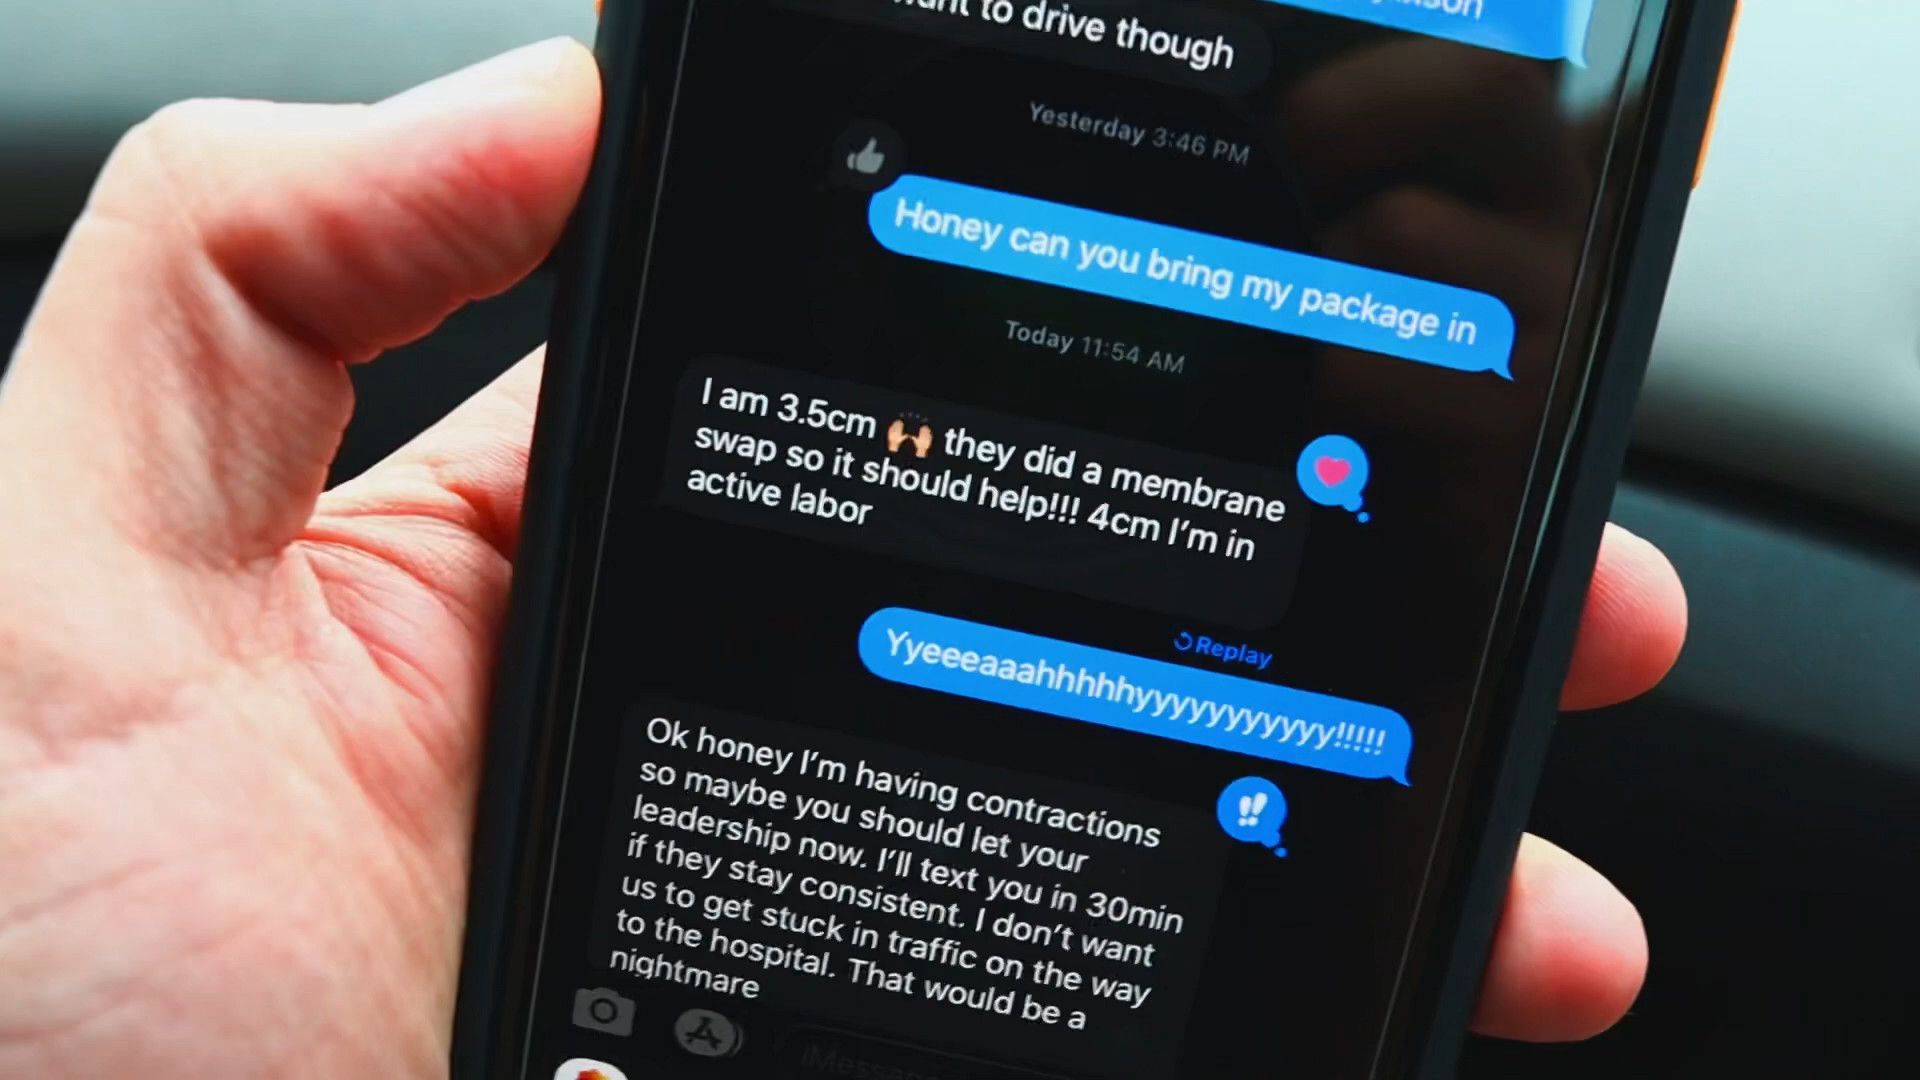 to drive though
Yesterday 3:46 PM
Honey can you bring my package in
Today 11:54 AM
I am 3.5cm 🙌🏼 they did a membrane
swap so it should help!!! 4cm I'm in
active labor
Replay
Yyeeeaaahhhhhyyyyyyyyyyy!!!!!
Ok honey I'm having contractions
so maybe you should let your
leadership now. I'll text you in 30min
if they stay consistent. I don't want
us to get stuck in traffic on the way
to the hospital. That would be a
nightmare